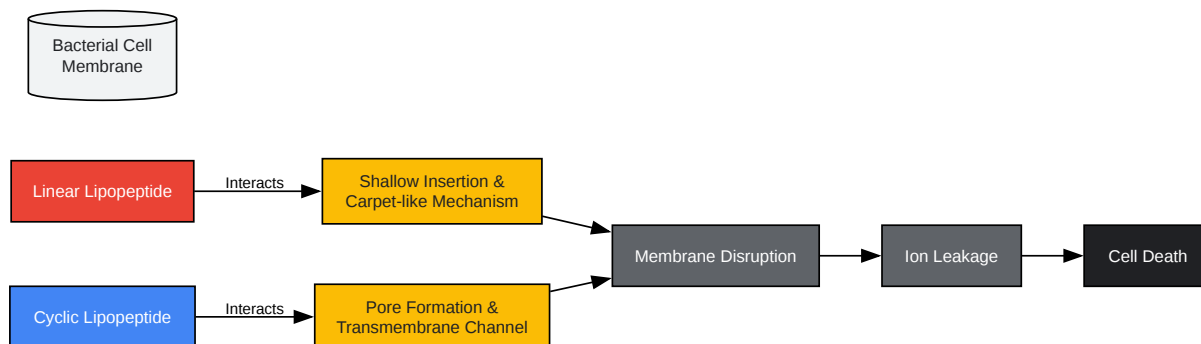 Bacterial Cell
Membrane
Linear Lipopeptide
Interacts
Shallow Insertion &
Carpet-like Mechanism
Membrane Disruption
Ion Leakage
Cell Death
Cyclic Lipopeptide
Interacts
Pore Formation &
Transmembrane Channel